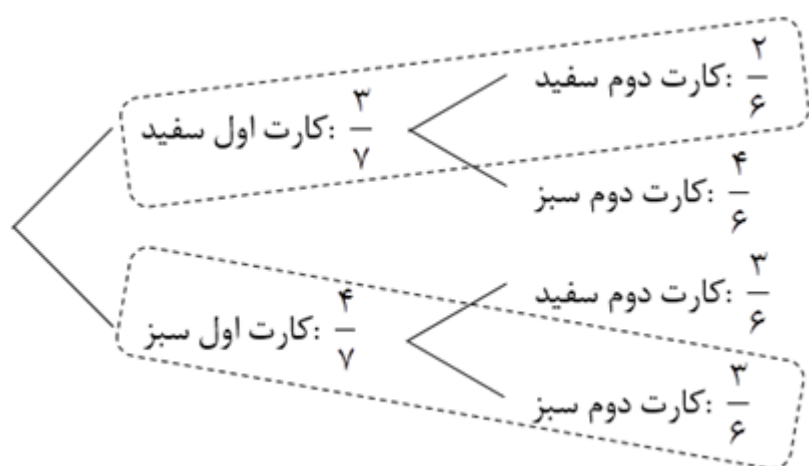 کارت اول سفید: ۳/۷
کارت دوم سفید: ۲/۶
کارت دوم سبز: ۴/۶
کارت اول سبز: ۴/۷
کارت دوم سفید: ۳/۶
کارت دوم سبز: ۳/۶